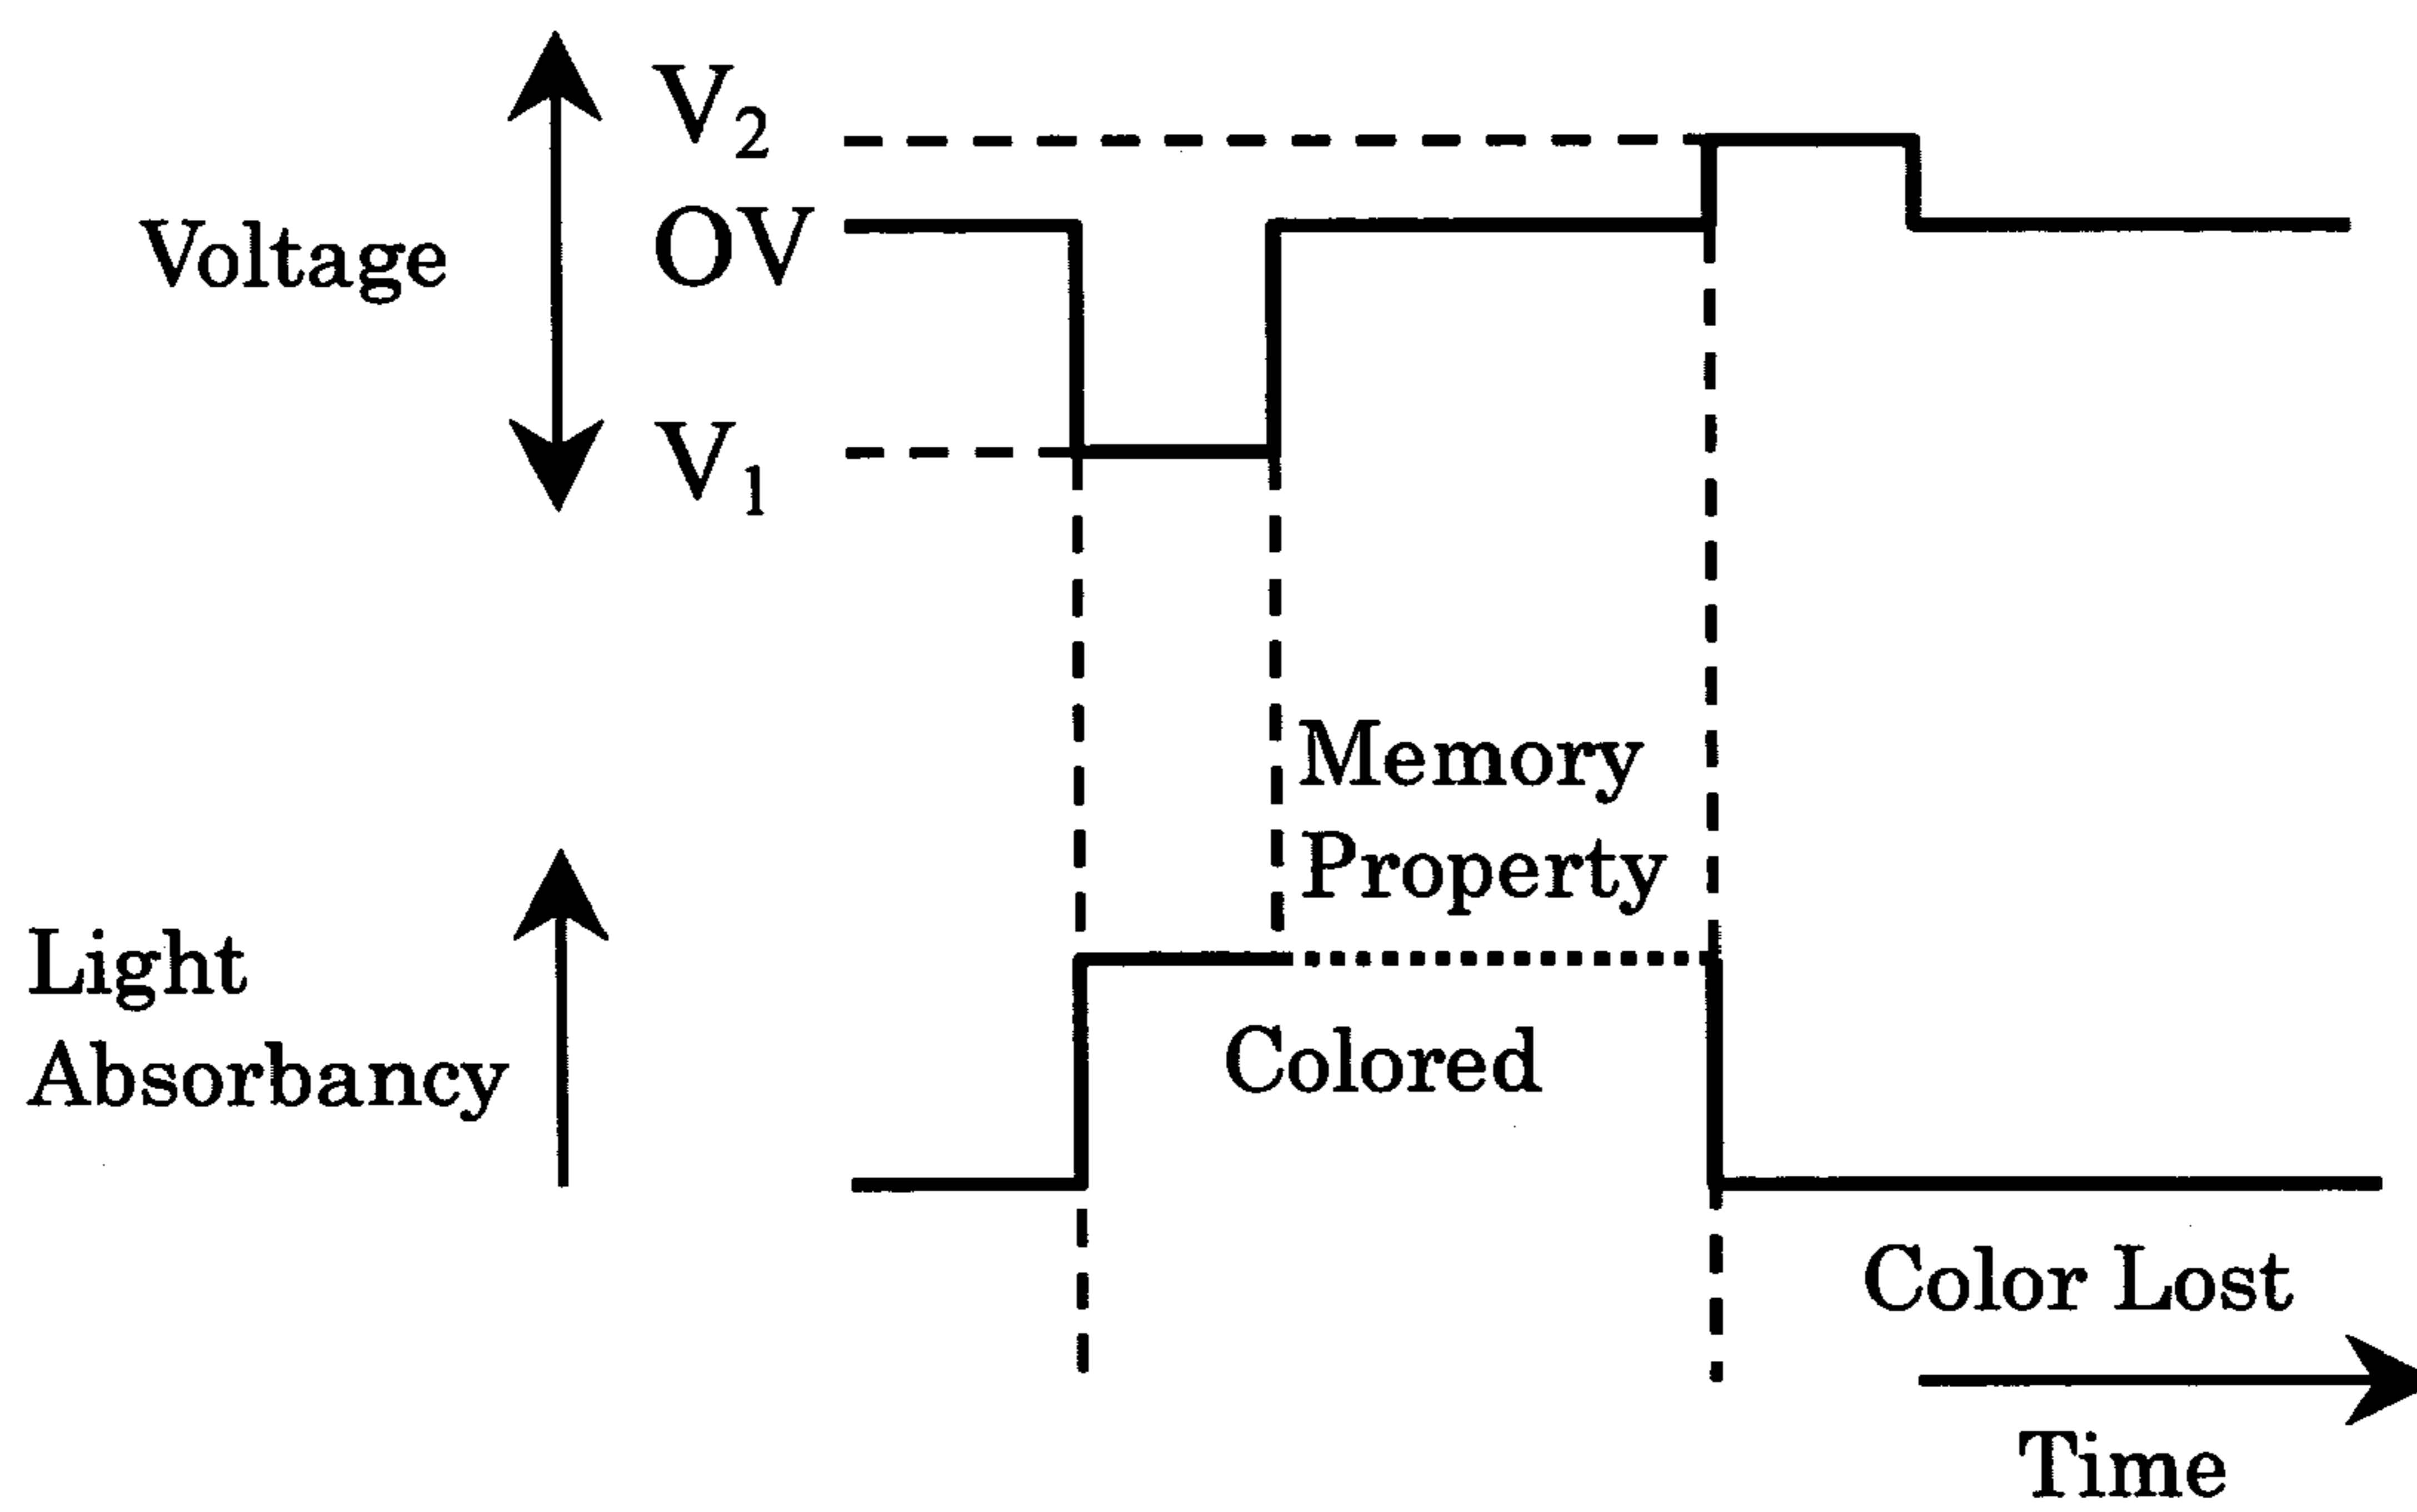 V2
OV
Voltage
V1
Memory
Property
Light
Absorbancy
Colored
Color Lost
Time